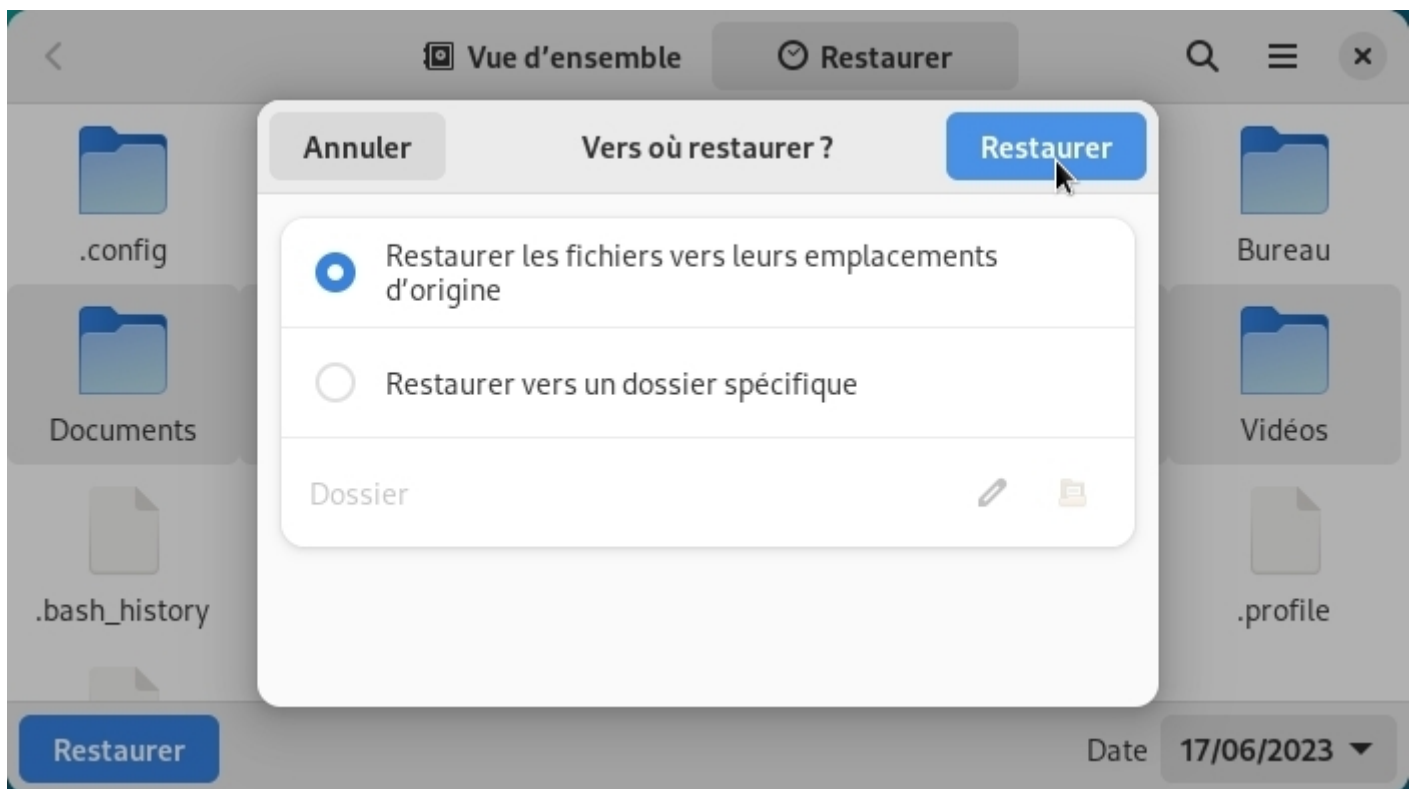 Vue d’ensemble
Restaurer
Annuler
Vers où restaurer ?
Restaurer
.config
Bureau
Restaurer les fichiers vers leurs emplacements
d’origine
Restaurer vers un dossier spécifique
Documents
Vidéos
Dossier
.bash_history
.profile
Restaurer
Date
17/06/2023